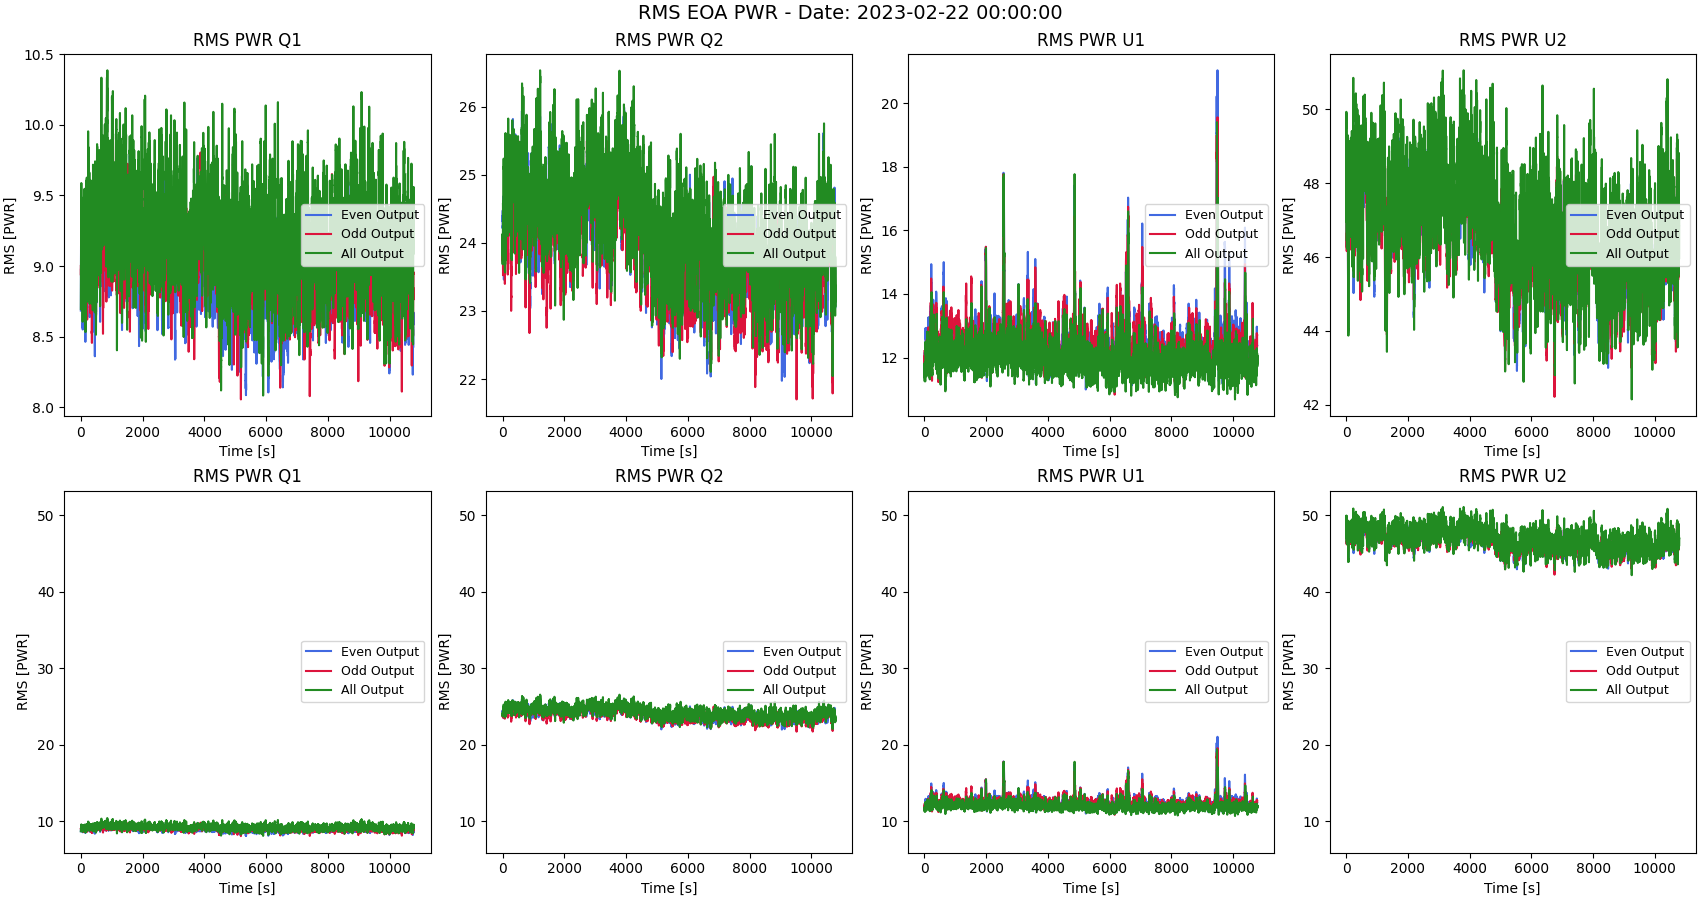 RMS EOA PWR - Date: 2023-02-22 00:00:00
RMS PWR Q1
RMS [PWR]
10.5
10.0
9.5
9.0
8.5
8.0
Even Output
Odd Output
All Output
0 2000 4000 6000 8000 10000
Time [s]
RMS PWR Q2
RMS [PWR]
26
25
24
23
22
Even Output
Odd Output
All Output
0 2000 4000 6000 8000 10000
Time [s]
RMS PWR U1
RMS [PWR]
20
18
16
14
12
Even Output
Odd Output
All Output
0 2000 4000 6000 8000 10000
Time [s]
RMS PWR U2
RMS [PWR]
50
48
46
44
42
Even Output
Odd Output
All Output
0 2000 4000 6000 8000 10000
Time [s]
RMS PWR Q1
RMS [PWR]
50
40
30
20
10
Even Output
Odd Output
All Output
0 2000 4000 6000 8000 10000
Time [s]
RMS PWR Q2
RMS [PWR]
50
40
30
20
10
Even Output
Odd Output
All Output
0 2000 4000 6000 8000 10000
Time [s]
RMS PWR U1
RMS [PWR]
50
40
30
20
10
Even Output
Odd Output
All Output
0 2000 4000 6000 8000 10000
Time [s]
RMS PWR U2
RMS [PWR]
50
40
30
20
10
Even Output
Odd Output
All Output
0 2000 4000 6000 8000 10000
Time [s]